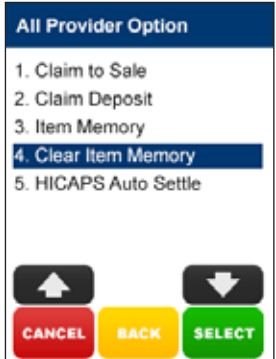 All Provider Option
1. Claim to Sale
2. Claim Deposit
3. Item Memory
4. Clear Item Memory
5. HICAPS Auto Settle
CANCEL BACK SELECT